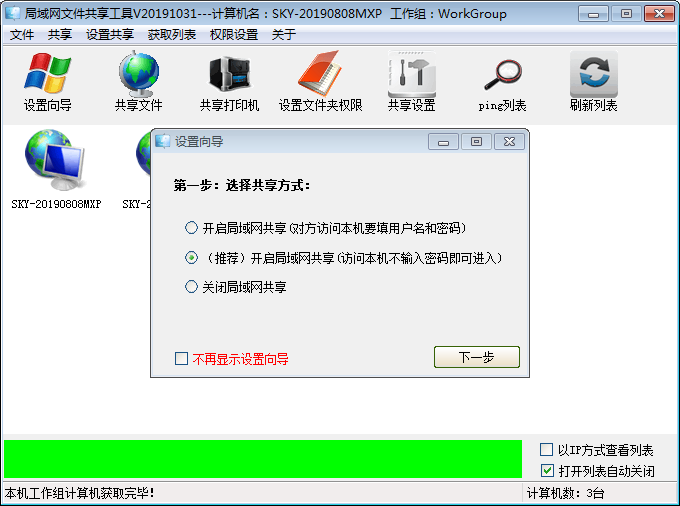 局域网文件共享工具V20191031---计算机名：SKY-20190808MXP 工作组：WorkGroup
文件 共享 设置共享 获取列表 权限设置 关于
设置向导 共享文件 共享打印机 设置文件夹权限 共享设置 ping列表 刷新列表
SKY-20190808MXP SKY-2
设置向导
第一步：选择共享方式：
开启局域网共享(对方访问本机要填用户名和密码)
（推荐）开启局域网共享(访问本机不输入密码即可进入)
关闭局域网共享
不再显示设置向导
下一步
以IP方式查看列表
打开列表自动关闭
本机工作组计算机获取完毕！ 计算机数：3台